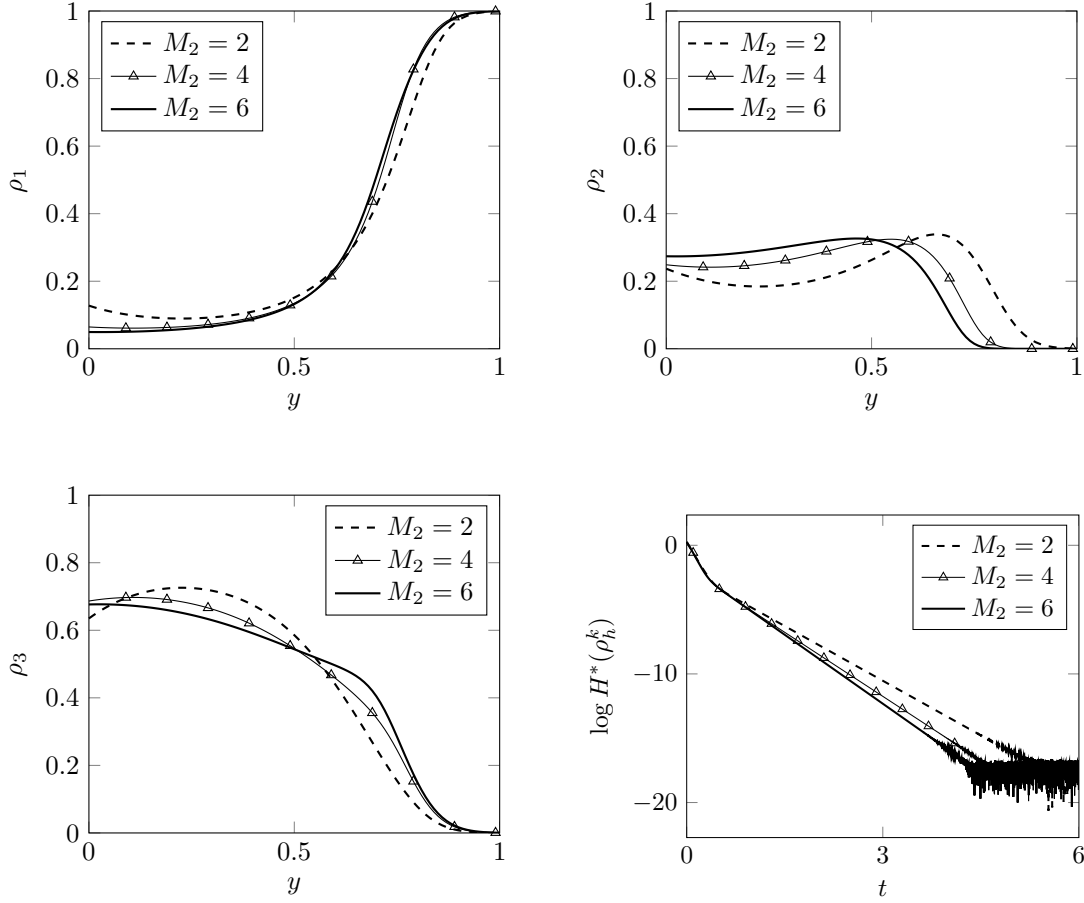 1
0.8
0.6
0.4
0.2
0
0
0.5
1
ρ₁
y
M₂ = 2
M₂ = 4
M₂ = 6
1
0.8
0.6
0.4
0.2
0
0
0.5
1
ρ₂
y
M₂ = 2
M₂ = 4
M₂ = 6
1
0.8
0.6
0.4
0.2
0
0
0.5
1
ρ₃
y
M₂ = 2
M₂ = 4
M₂ = 6
0
−10
−20
0
3
6
log H*(ρₕᵏ)
t
M₂ = 2
M₂ = 4
M₂ = 6